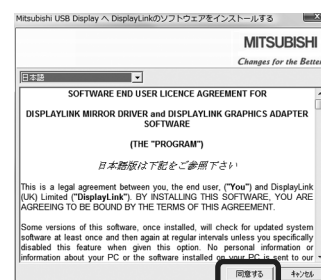 Mitsubishi USB Display へ DisplayLinkのソフトウェアをインストールする
MITSUBISHI
Changes for the Better
日本語
SOFTWARE END USER LICENCE AGREEMENT FOR
DISPLAYLINK MIRROR DRIVER and DISPLAYLINK GRAPHICS ADAPTER
SOFTWARE
(THE "PROGRAM")
日本語版は下記をご参照下さい
This is a legal agreement between you, the end user, ("You") and DisplayLink
(UK) Limited ("DisplayLink"). BY INSTALLING THIS SOFTWARE, YOU ARE
AGREEING TO BE BOUND BY THE TERMS OF THIS AGREEMENT.
Some versions of this software, once installed, will check for updated system
software at least once and then again at regular intervals unless you specifically
disabled this feature when given this option. No personal information or
information about your PC or the software installed on your PC is sent to our
同意する
キャンセル